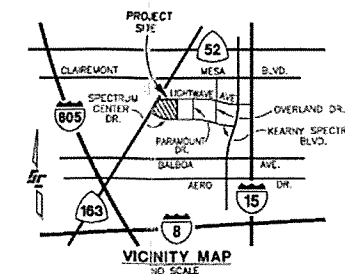 PROJECT
SITE
52
CLAIREMONT MESA BLVD.
LIGHTWAVE AVE.
SPECTRUM
CENTER
DR.
OVERLAND DR.
805
KEARNY SPECTRUM
BLVD.
PARAMOUNT
DR.
BALBOA AVE.
AERO DR.
163
15
8
VICINITY MAP
NO SCALE